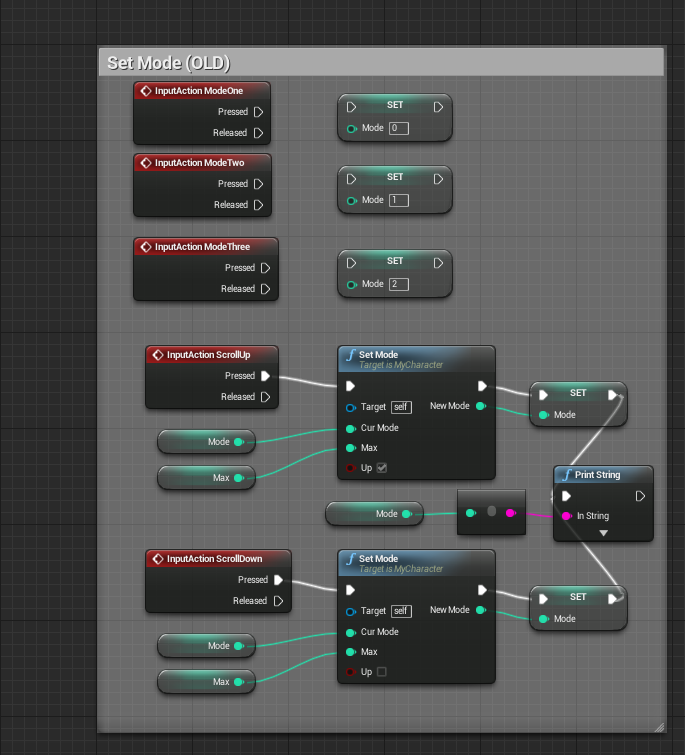 Set Mode (OLD)
InputAction ModeOne
Pressed
Released
SET
Mode 0
InputAction ModeTwo
Pressed
Released
SET
Mode 1
InputAction ModeThree
Pressed
Released
SET
Mode 2
InputAction ScrollUp
Pressed
Released
Mode
Max
f Set Mode
Target is MyCharacter
Target self
New Mode
Cur Mode
Max
Up
SET
Mode
Mode
f Print String
In String
InputAction ScrollDown
Pressed
Released
Mode
Max
f Set Mode
Target is MyCharacter
Target self
New Mode
Cur Mode
Max
Up
SET
Mode